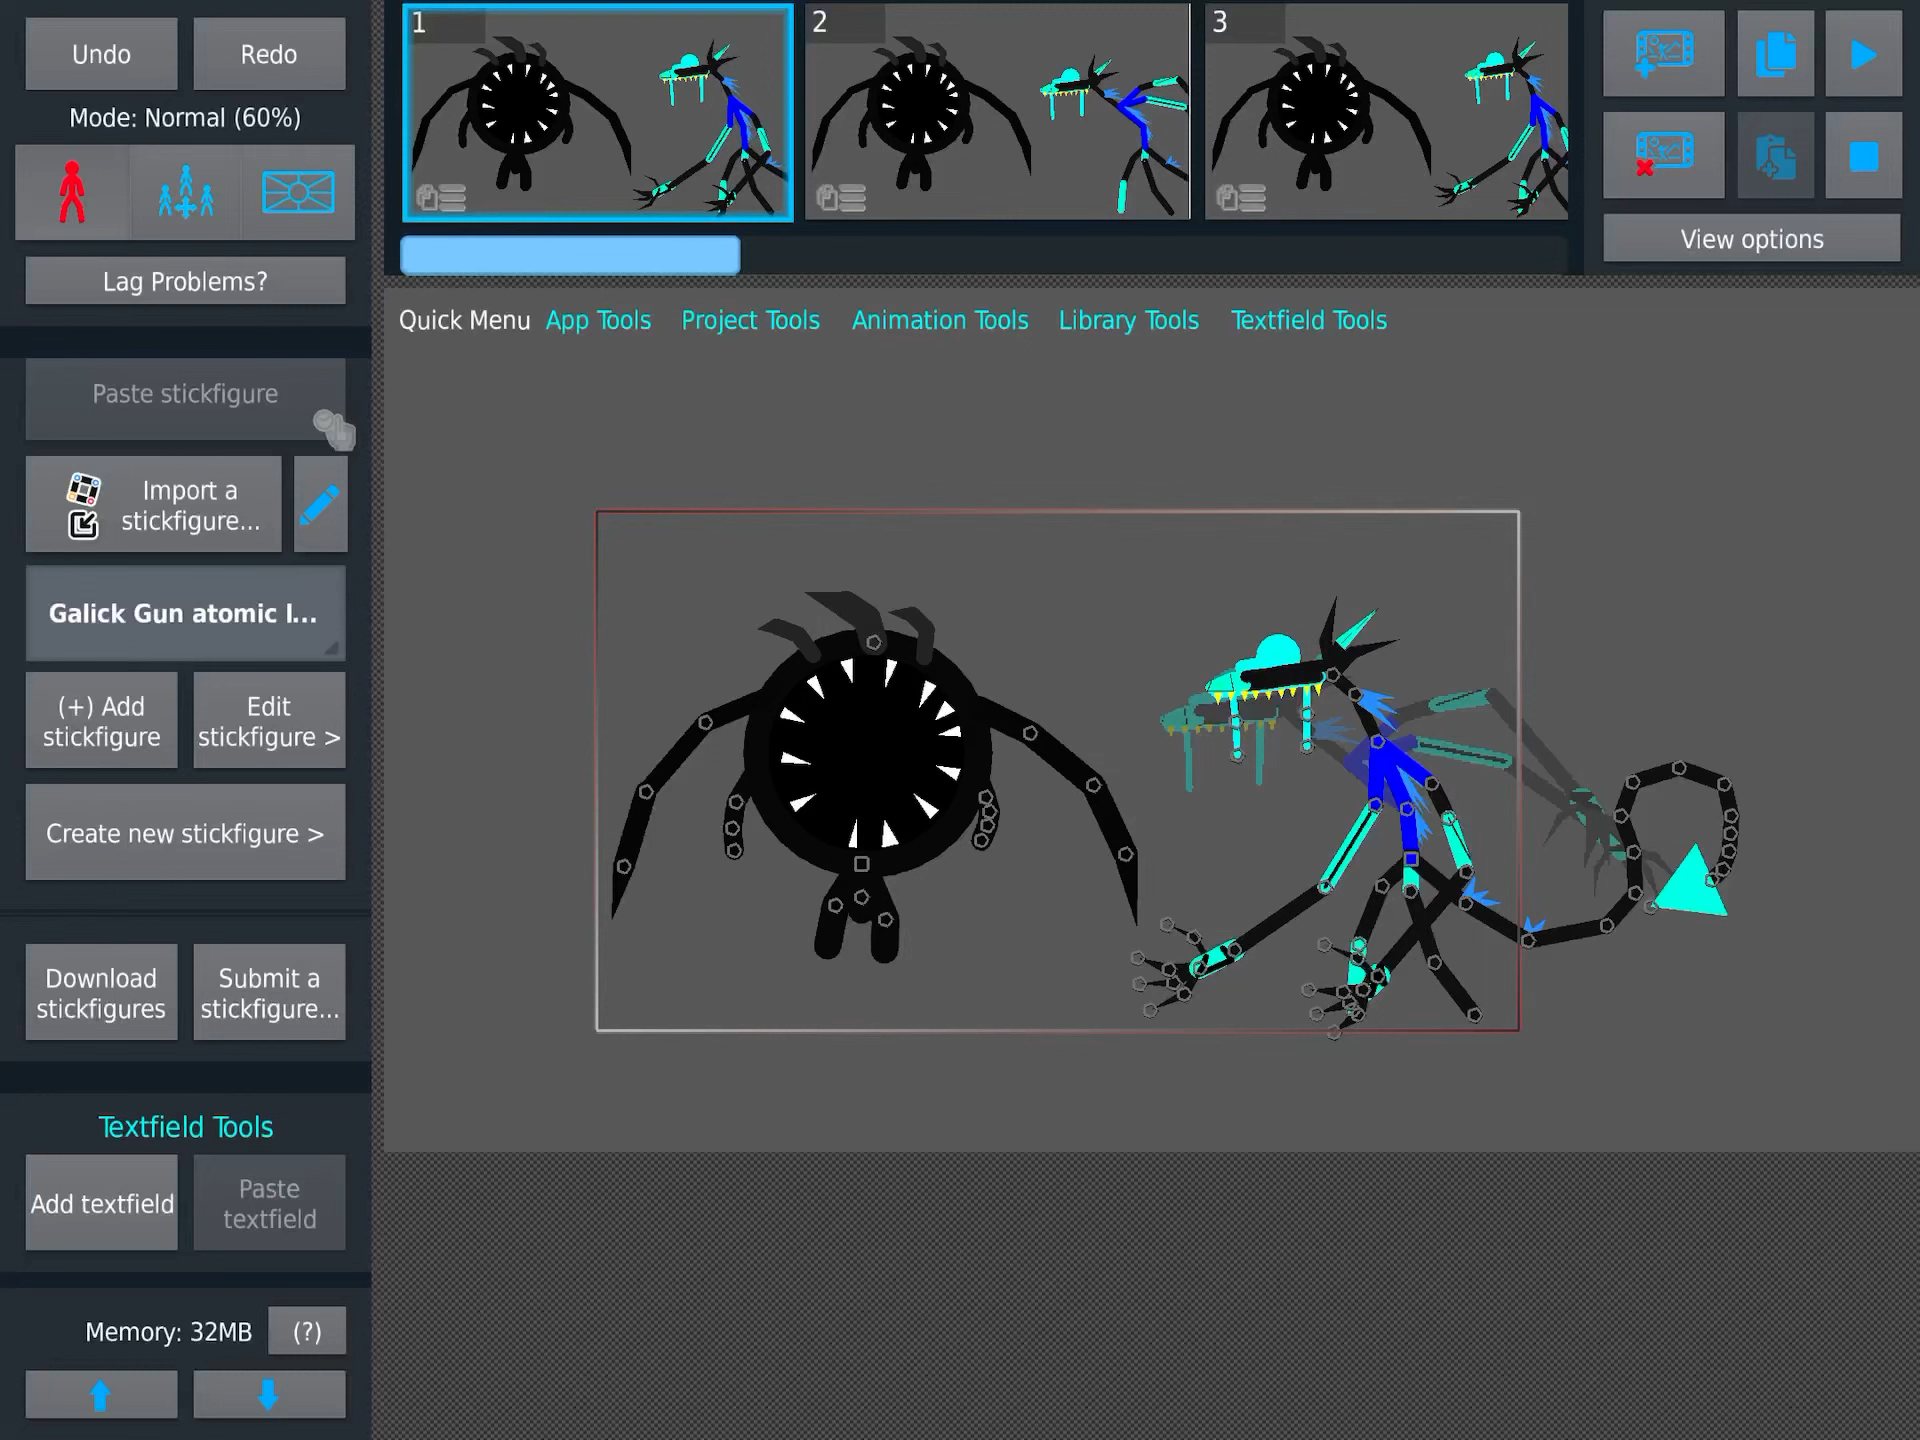 Undo
Redo
Mode: Normal (60%)
Lag Problems?
1
2
3
View options
Quick Menu
App Tools
Project Tools
Animation Tools
Library Tools
Textfield Tools
Paste stickfigure
Import a
stickfigure...
Galick Gun atomic l...
(+) Add
stickfigure
Edit
stickfigure >
Create new stickfigure >
Download
stickfigures
Submit a
stickfigure...
Textfield Tools
Add textfield
Paste
textfield
Memory: 32MB
(?)